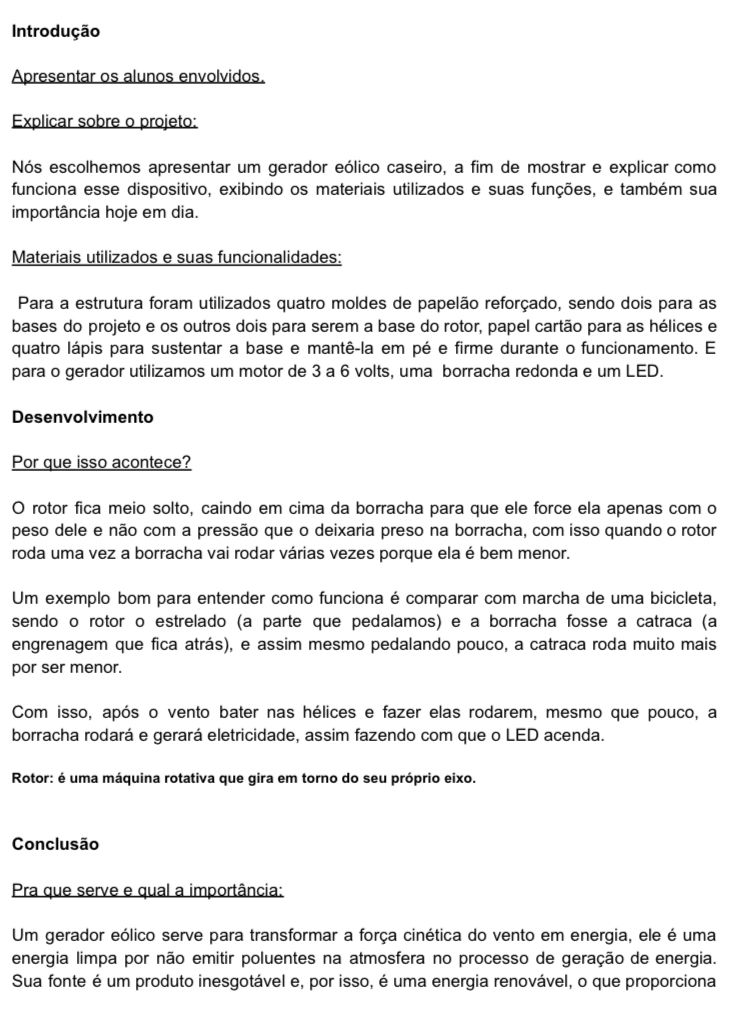 Introdução
Apresentar os alunos envolvidos.
Explicar sobre o projeto:
Nós escolhemos apresentar um gerador eólico caseiro, a fim de mostrar e explicar como
funciona esse dispositivo, exibindo os materiais utilizados e suas funções, e também sua
importância hoje em dia.
Materiais utilizados e suas funcionalidades:
Para a estrutura foram utilizados quatro moldes de papelão reforçado, sendo dois para as
bases do projeto e os outros dois para serem a base do rotor, papel cartão para as hélices e
quatro lápis para sustentar a base e mantê-la em pé e firme durante o funcionamento. E
para o gerador utilizamos um motor de 3 a 6 volts, uma  borracha redonda e um LED.
Desenvolvimento
Por que isso acontece?
O rotor fica meio solto, caindo em cima da borracha para que ele force ela apenas com o
peso dele e não com a pressão que o deixaria preso na borracha, com isso quando o rotor
roda uma vez a borracha vai rodar várias vezes porque ela é bem menor.
Um exemplo bom para entender como funciona é comparar com marcha de uma bicicleta,
sendo o rotor o estrelado (a parte que pedalamos) e a borracha fosse a catraca (a
engrenagem que fica atrás), e assim mesmo pedalando pouco, a catraca roda muito mais
por ser menor.
Com isso, após o vento bater nas hélices e fazer elas rodarem, mesmo que pouco, a
borracha rodará e gerará eletricidade, assim fazendo com que o LED acenda.
Rotor: é uma máquina rotativa que gira em torno do seu próprio eixo.
Conclusão
Pra que serve e qual a importância:
Um gerador eólico serve para transformar a força cinética do vento em energia, ele é uma
energia limpa por não emitir poluentes na atmosfera no processo de geração de energia.
Sua fonte é um produto inesgotável e, por isso, é uma energia renovável, o que proporciona